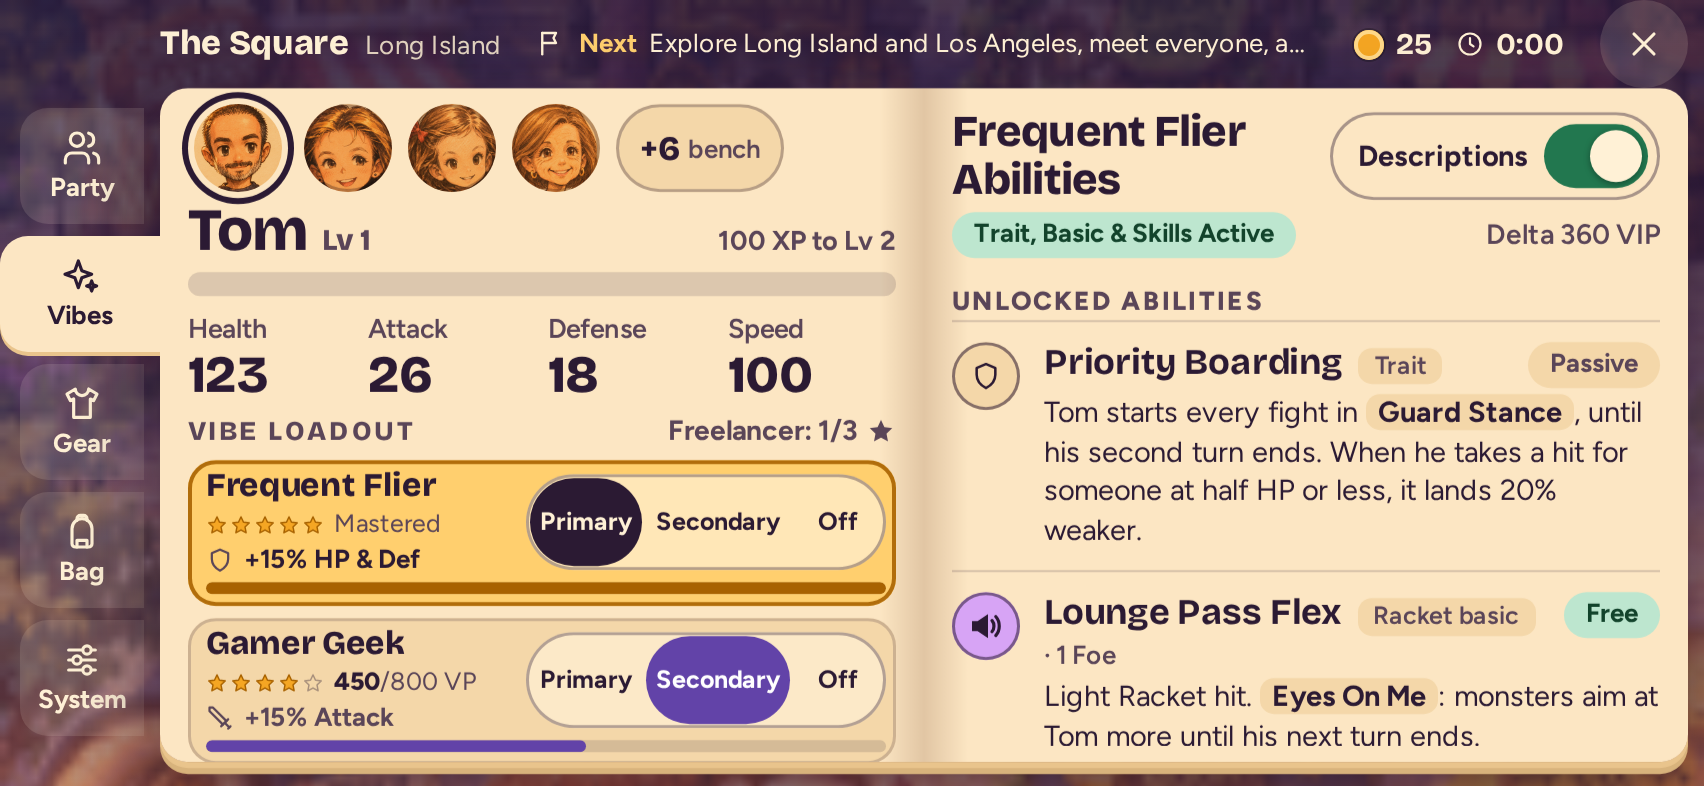 The Square Long Island Next Explore Long Island and Los Angeles, meet everyone, a... 25 0:00
Party
Vibes
Gear
Bag
System
+6 bench
Tom Lv 1 100 XP to Lv 2
Health Attack Defense Speed
123 26 18 100
VIBE LOADOUT Freelancer: 1/3
Frequent Flier
Mastered
+15% HP & Def
Primary Secondary Off
Gamer Geek
450/800 VP
+15% Attack
Primary Secondary Off
Frequent Flier
Abilities
Descriptions
Trait, Basic & Skills Active Delta 360 VIP
UNLOCKED ABILITIES
Priority Boarding Trait Passive
Tom starts every fight in Guard Stance, until
his second turn ends. When he takes a hit for
someone at half HP or less, it lands 20%
weaker.
Lounge Pass Flex Racket basic Free
· 1 Foe
Light Racket hit. Eyes On Me: monsters aim at
Tom more until his next turn ends.